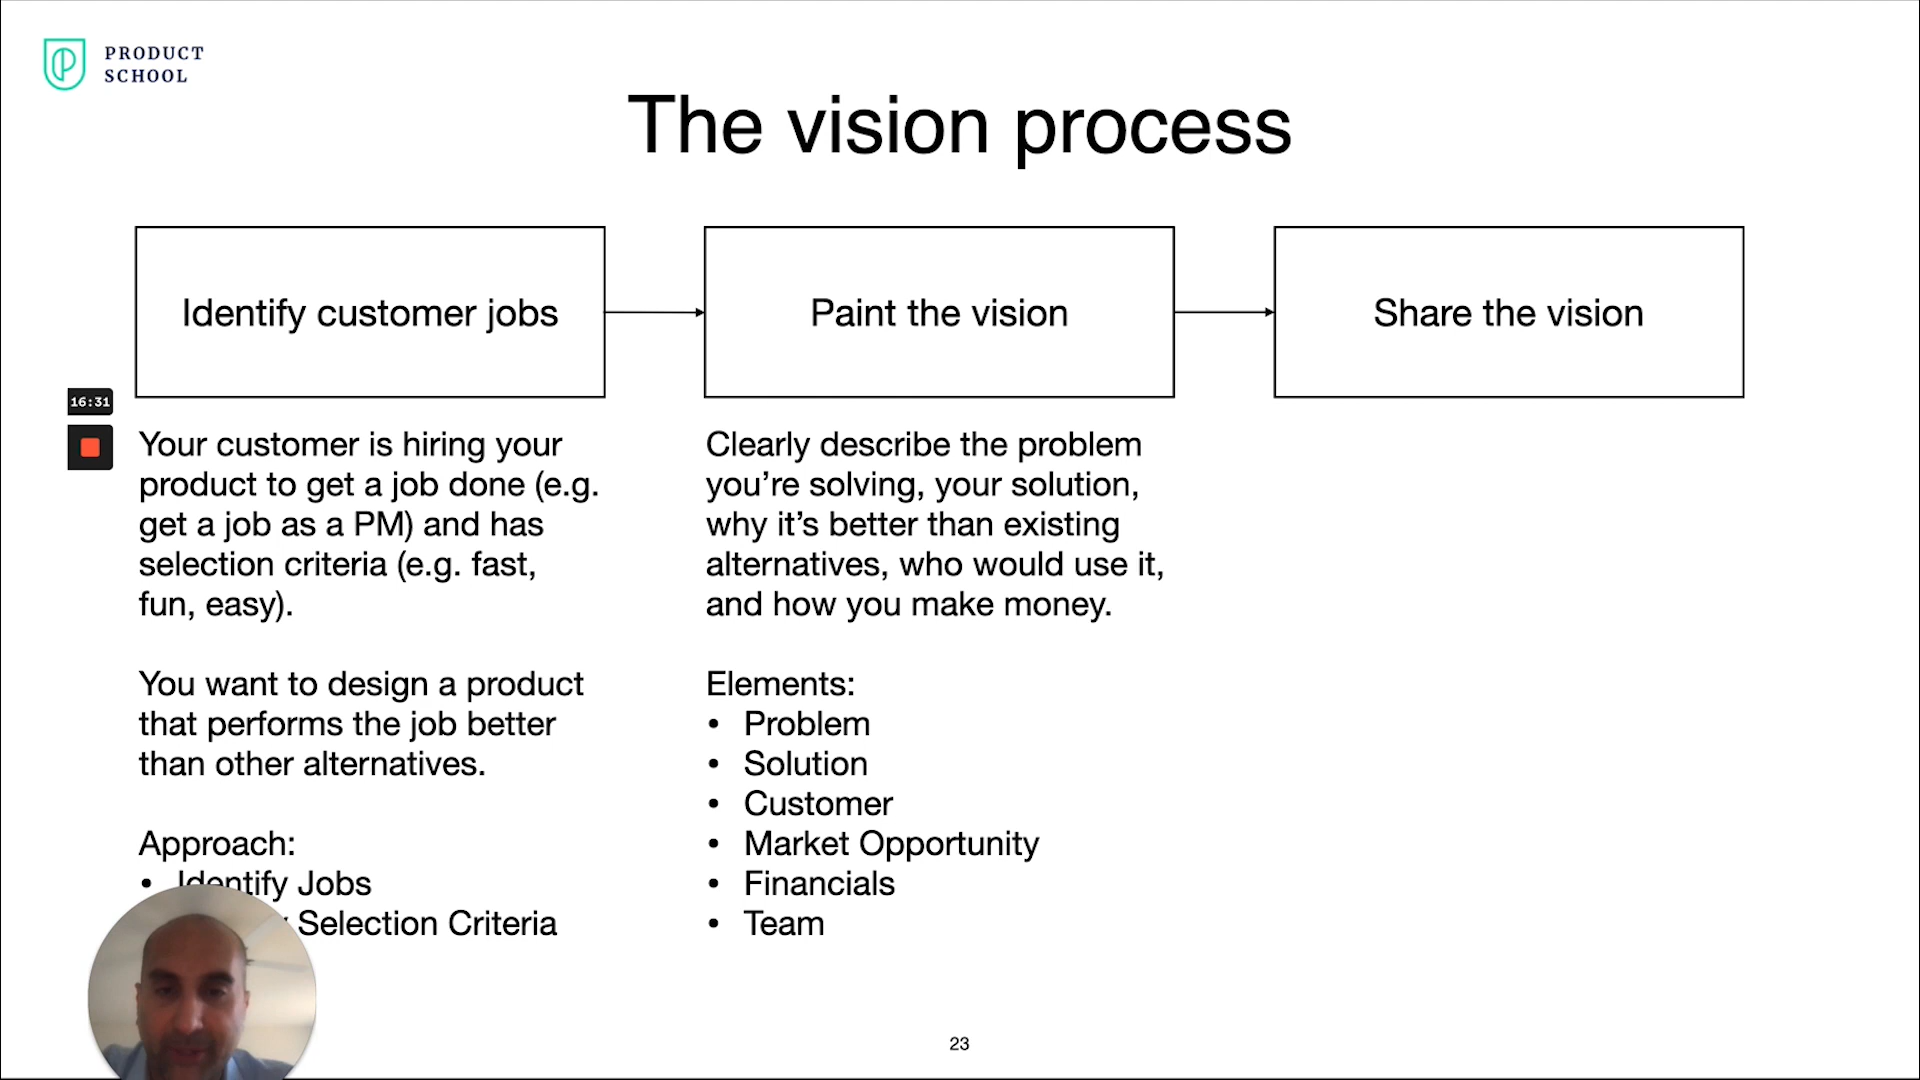 PRODUCT
SCHOOL
The vision process
Identify customer jobs
Paint the vision
Share the vision
16:31
Your customer is hiring your
product to get a job done (e.g.
get a job as a PM) and has
selection criteria (e.g. fast,
fun, easy).
You want to design a product
that performs the job better
than other alternatives.
Approach:
• Identify Jobs
Selection Criteria
Clearly describe the problem
you’re solving, your solution,
why it’s better than existing
alternatives, who would use it,
and how you make money.
Elements:
• Problem
• Solution
• Customer
• Market Opportunity
• Financials
• Team
23